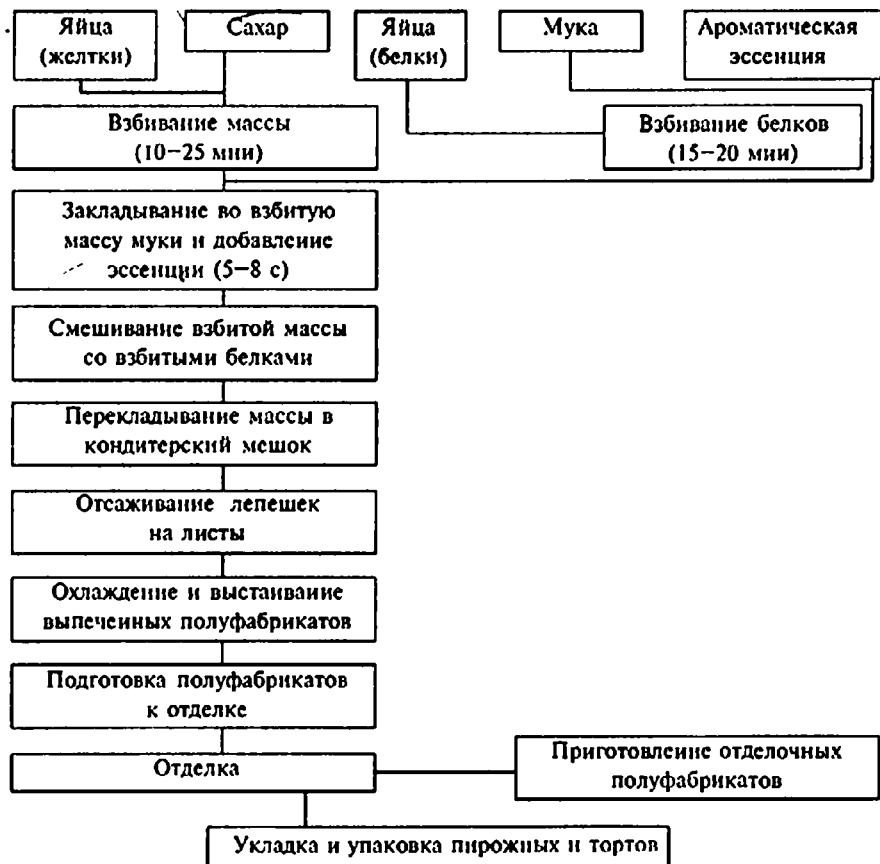 Яйца
(желтки)
Сахар
Яйца
(белки)
Мука
Ароматическая
эссенция
Взбивание массы
(10−25 мин)
Взбивание белков
(15−20 мин)
Закладывание во взбитую
массу муки и добавление
эссенции (5−8 с)
Смешивание взбитой массы
со взбитыми белками
Перекладывание массы в
кондитерский мешок
Отсаживание лепешек
на листы
Охлаждение и выстаивание
выпеченных полуфабрикатов
Подготовка полуфабрикатов
к отделке
Отделка
Приготовление отделочных
полуфабрикатов
Укладка и упаковка пирожных и тортов